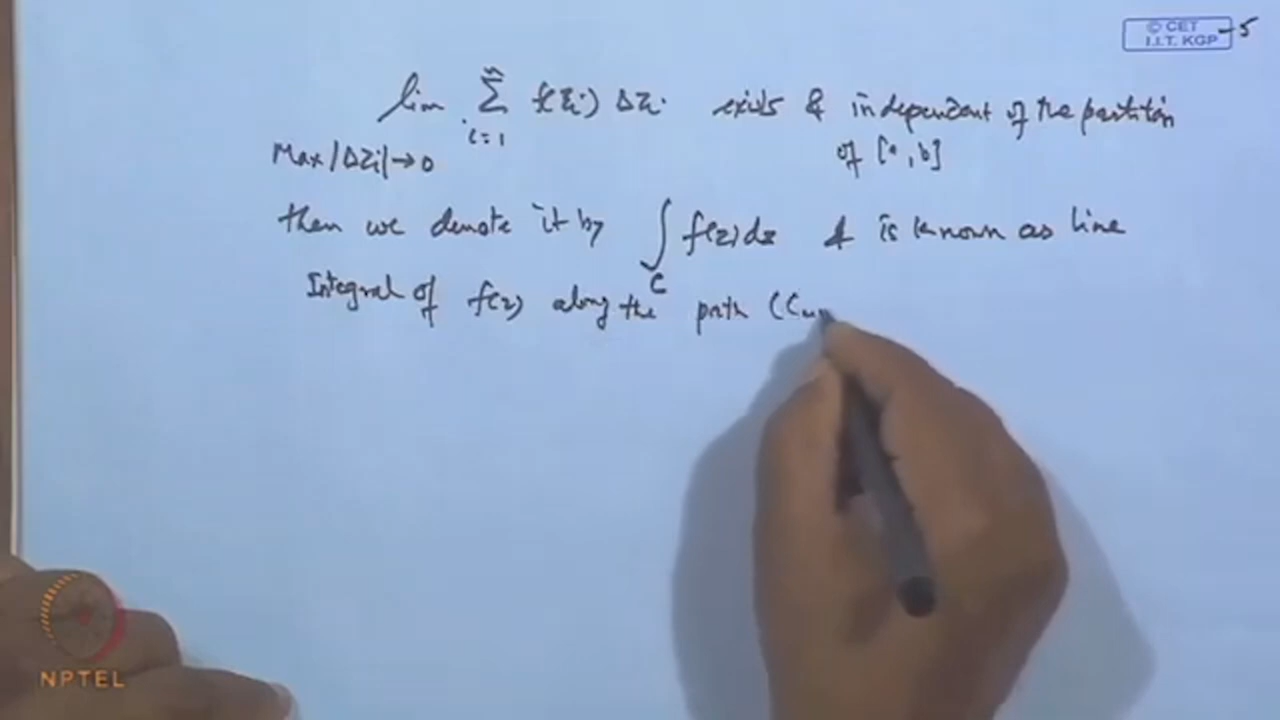 © CET
I.I.T. KGP
-5
lim Σ f(ξi) Δzi exists & independent of the partition
i=1
n
Max|Δzi|→0 of [a,b]
then we denote it by ∫ f(z)dz & is known as line
C
Integral of f(z) along the path (Cu
NPTEL